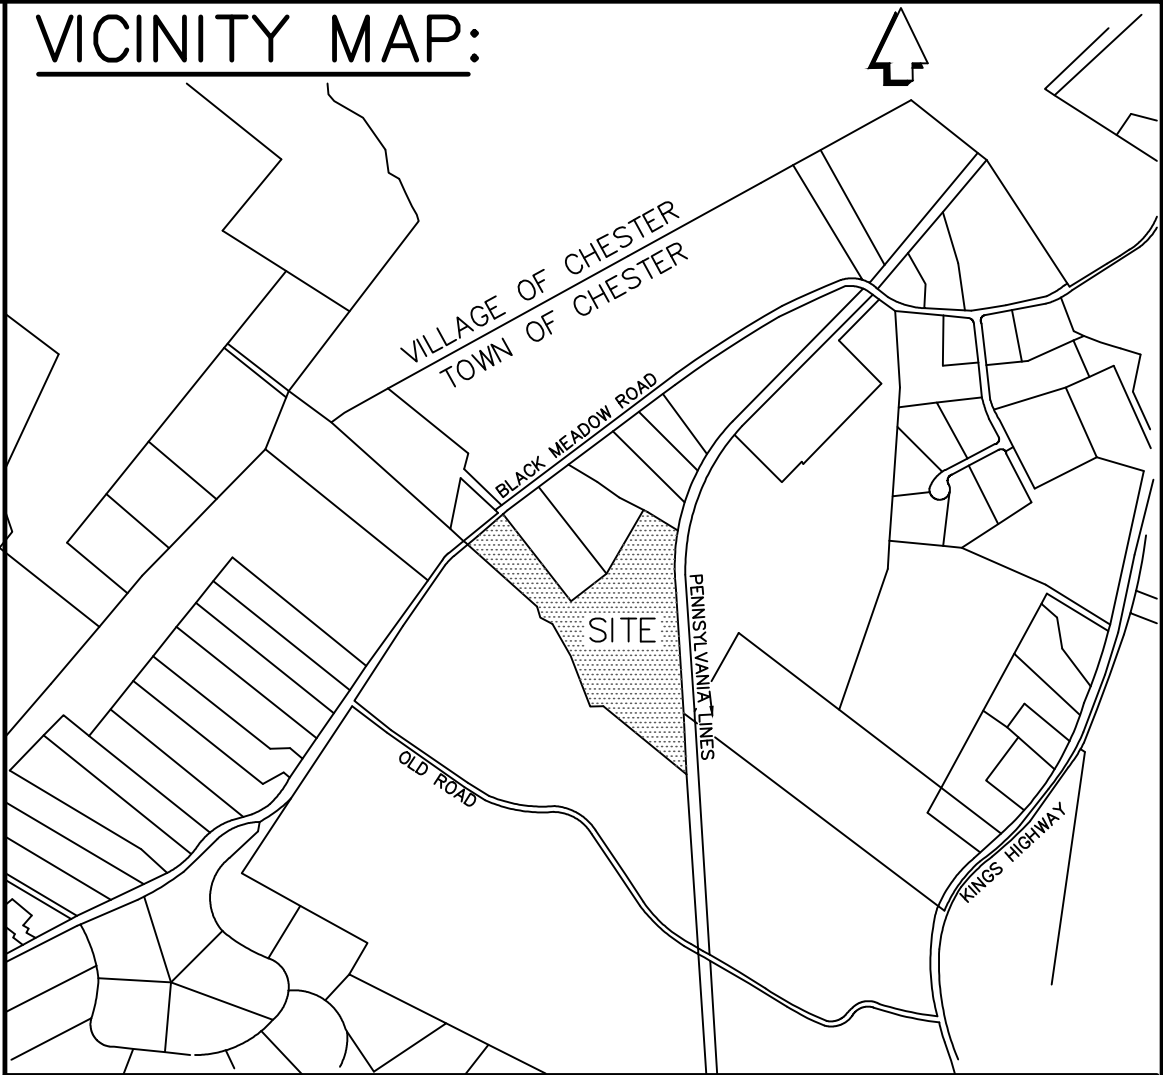 VICINITY MAP:
VILLAGE OF CHESTER
TOWN OF CHESTER
BLACK MEADOW ROAD
SITE
PENNSYLVANIA LINES
OLD ROAD
KINGS HIGHWAY